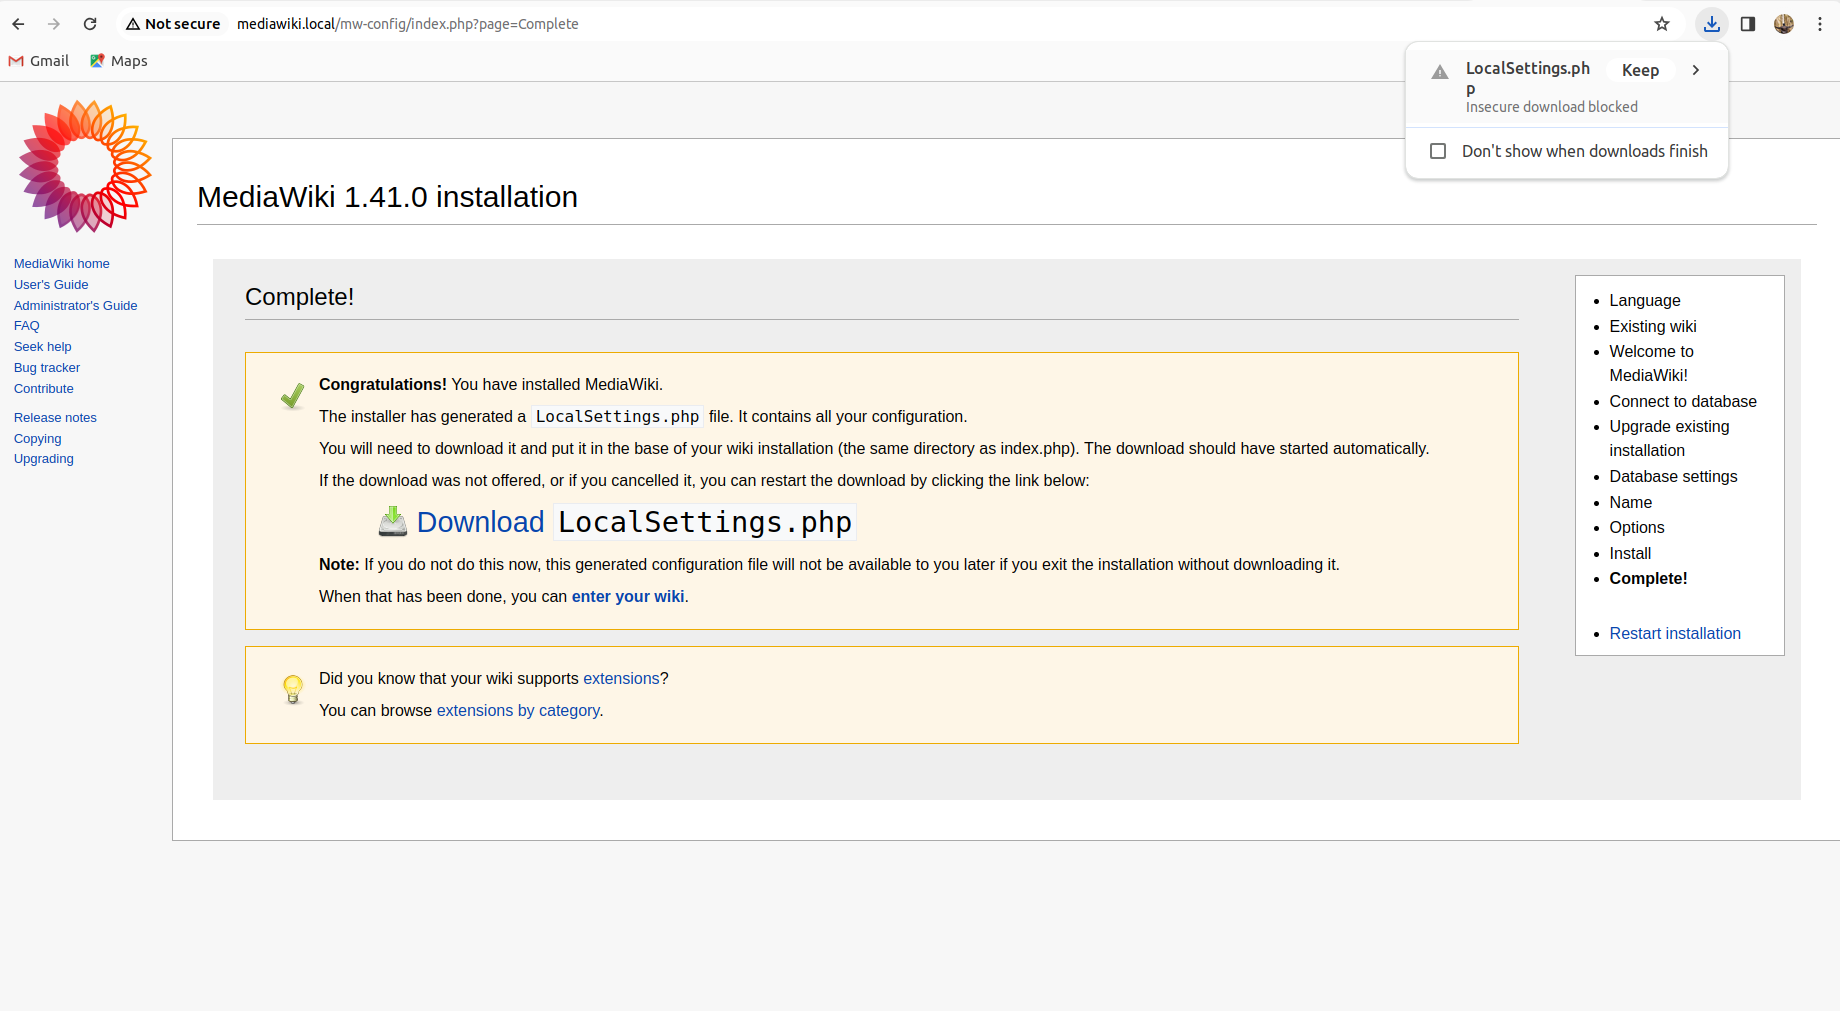 Not secure mediawiki.local/mw-config/index.php?page=Complete
Gmail Maps
LocalSettings.ph
p
Keep
Insecure download blocked
Don't show when downloads finish
MediaWiki home
User's Guide
Administrator's Guide
FAQ
Seek help
Bug tracker
Contribute
Release notes
Copying
Upgrading
MediaWiki 1.41.0 installation
Complete!
Congratulations! You have installed MediaWiki.
The installer has generated a LocalSettings.php file. It contains all your configuration.
You will need to download it and put it in the base of your wiki installation (the same directory as index.php). The download should have started automatically.
If the download was not offered, or if you cancelled it, you can restart the download by clicking the link below:
Download LocalSettings.php
Note: If you do not do this now, this generated configuration file will not be available to you later if you exit the installation without downloading it.
When that has been done, you can enter your wiki.
Did you know that your wiki supports extensions?
You can browse extensions by category.
Language
Existing wiki
Welcome to
MediaWiki!
Connect to database
Upgrade existing
installation
Database settings
Name
Options
Install
Complete!
Restart installation